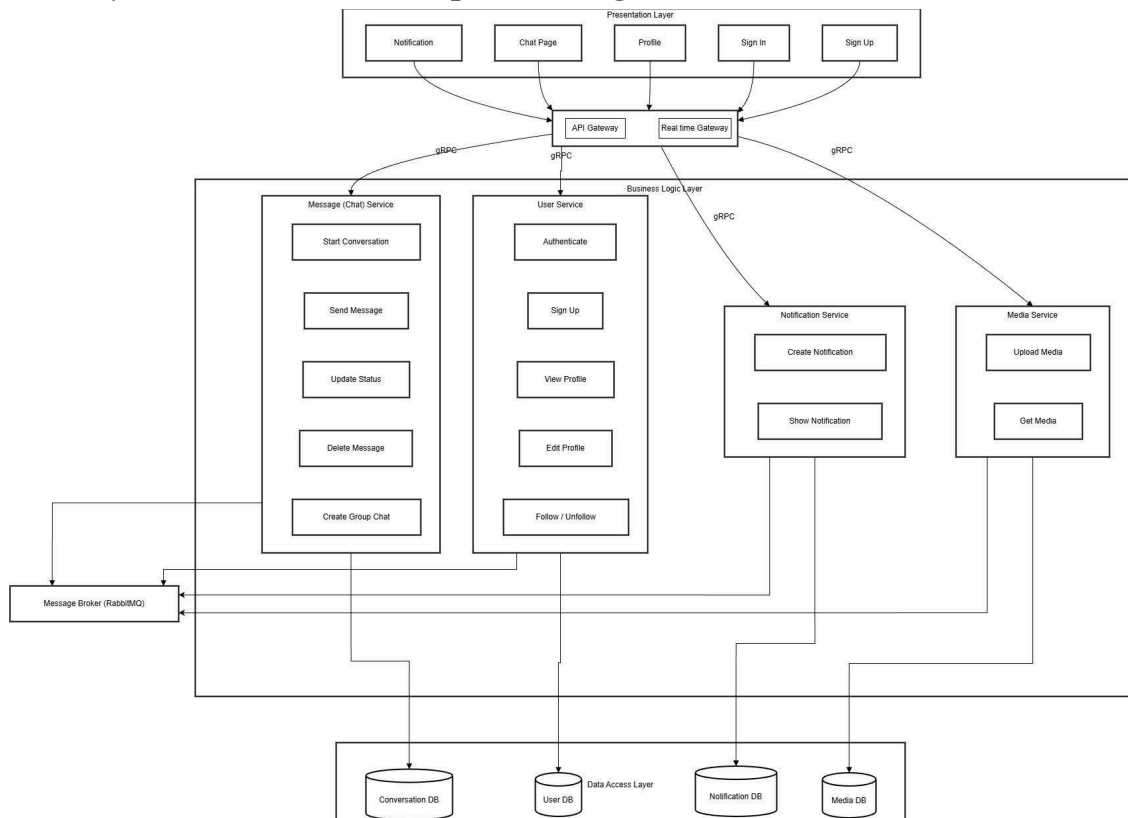 Presentation Layer
Notification
Chat Page
Profile
Sign In
Sign Up
API Gateway
Real time Gateway
gRPC
gRPC
gRPC
gRPC
Business Logic Layer
Message (Chat) Service
Start Conversation
Send Message
Update Status
Delete Message
Create Group Chat
User Service
Authenticate
Sign Up
View Profile
Edit Profile
Follow / Unfollow
Notification Service
Create Notification
Show Notification
Media Service
Upload Media
Get Media
Message Broker (RabbitMQ)
Data Access Layer
Conversation DB
User DB
Notification DB
Media DB